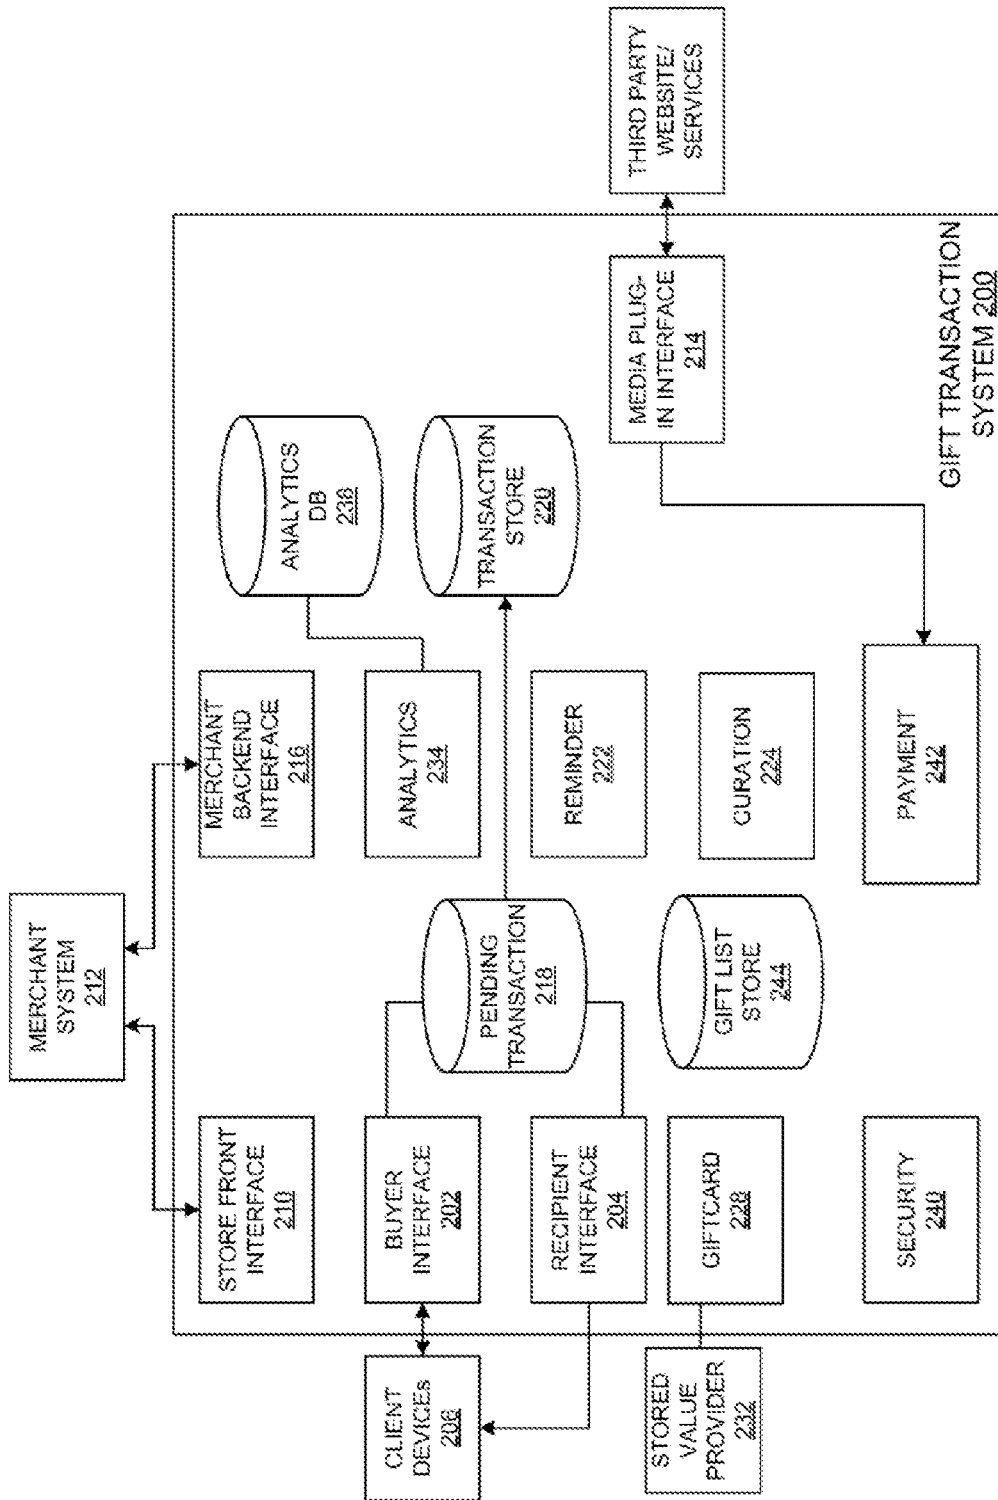 MERCHANT
SYSTEM
212
STORE FRONT
INTERFACE
210
MERCHANT
BACKEND
INTERFACE
216
CLIENT
DEVICEs
206
BUYER
INTERFACE
202
ANALYTICS
234
ANALYTICS
DB
238
PENDING
TRANSACTION
218
TRANSACTION
STORE
220
RECIPIENT
INTERFACE
204
REMINDER
222
STORED
VALUE
PROVIDER
232
GIFTCARD
228
GIFT LIST
STORE
244
CURATION
224
MEDIA PLUG-
IN INTERFACE
214
THIRD PARTY
WEBSITE/
SERVICES
SECURITY
240
PAYMENT
242
GIFT TRANSACTION
SYSTEM 200